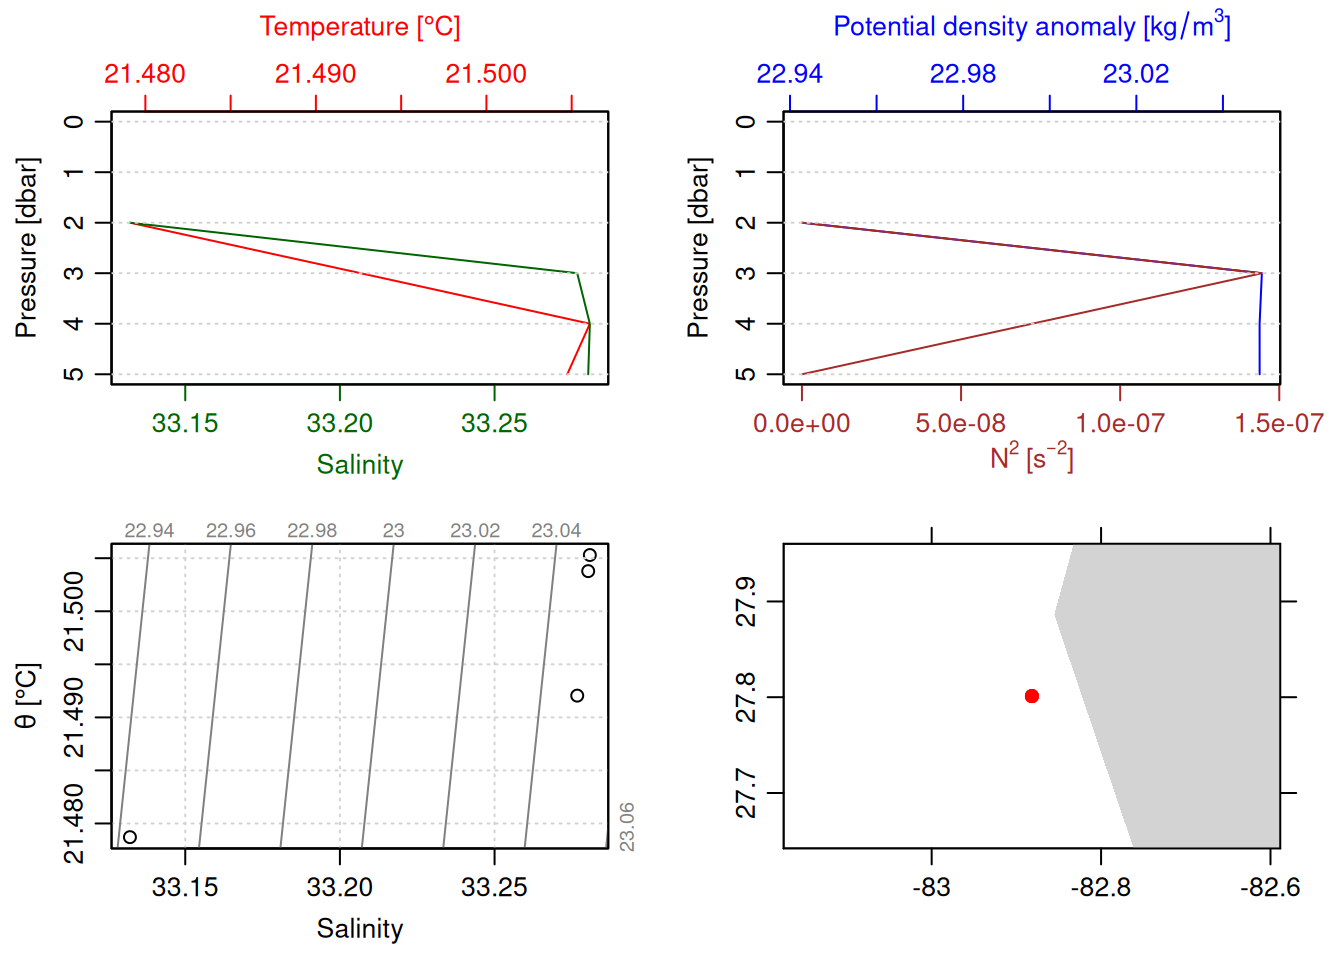 Temperature [°C]
21.480 21.490 21.500
Pressure [dbar]
0
1
2
3
4
5
33.15 33.20 33.25
Salinity
Potential density anomaly [kg/m³]
22.94 22.98 23.02
Pressure [dbar]
0
1
2
3
4
5
0.0e+00 5.0e-08 1.0e-07 1.5e-07
N² [s⁻²]
22.94 22.96 22.98 23 23.02 23.04
23.06
θ [°C]
21.500
21.490
21.480
33.15 33.20 33.25
Salinity
27.9
27.8
27.7
-83 -82.8 -82.6